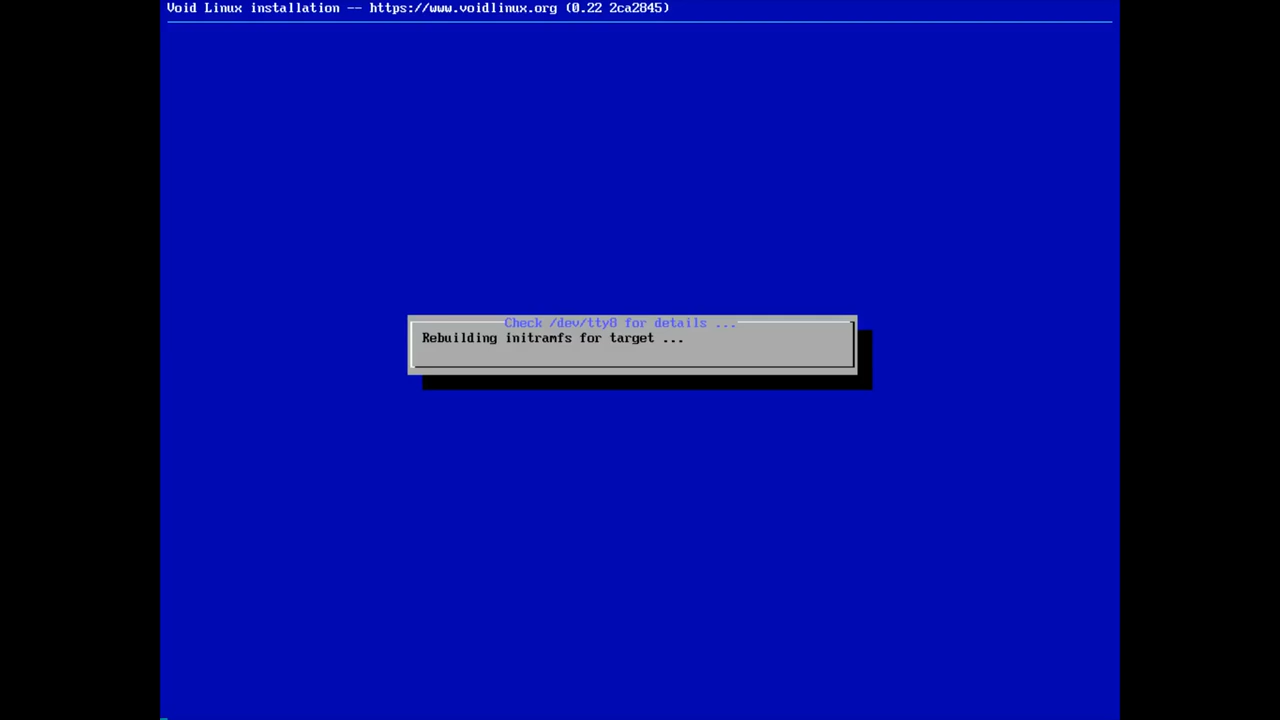 Void Linux installation -- https://www.voidlinux.org (0.22 2ca2845)
Check /dev/tty8 for details ...
Rebuilding initramfs for target ...